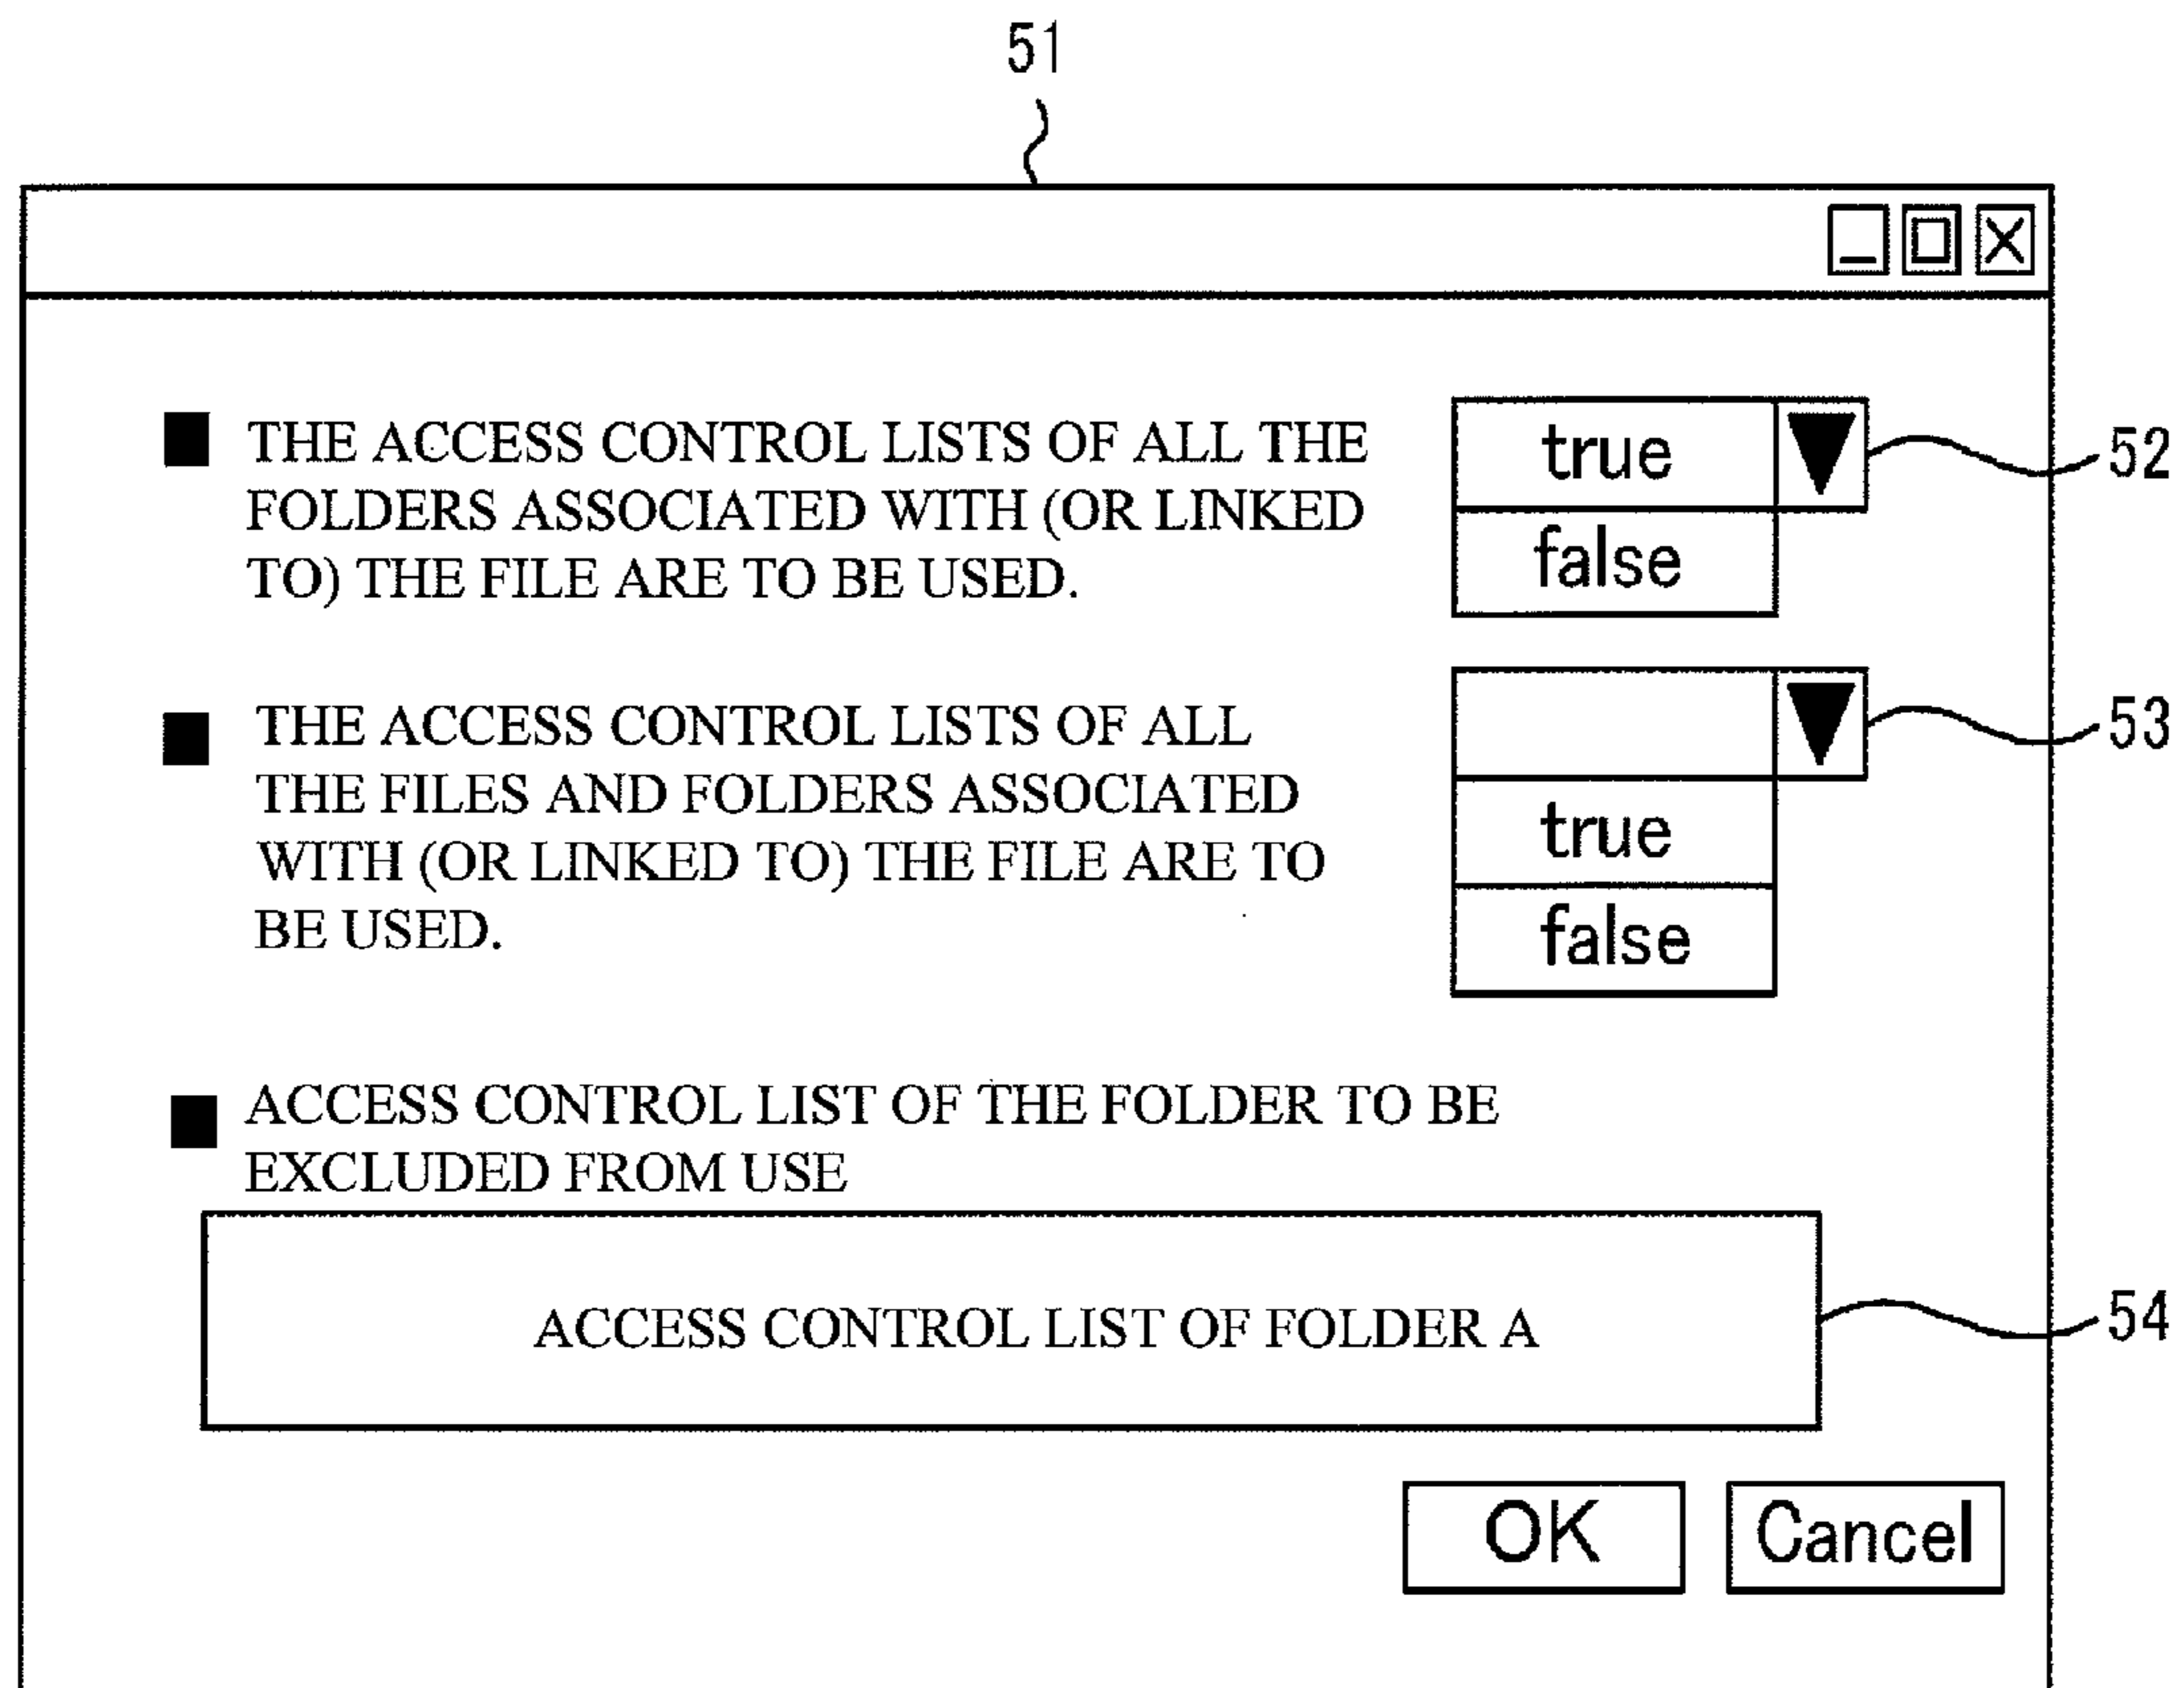 51
THE ACCESS CONTROL LISTS OF ALL THE
FOLDERS ASSOCIATED WITH (OR LINKED
TO) THE FILE ARE TO BE USED.
true
false
52
THE ACCESS CONTROL LISTS OF ALL
THE FILES AND FOLDERS ASSOCIATED
WITH (OR LINKED TO) THE FILE ARE TO
BE USED.
true
false
53
ACCESS CONTROL LIST OF THE FOLDER TO BE
EXCLUDED FROM USE
ACCESS CONTROL LIST OF FOLDER A
54
OK
Cancel